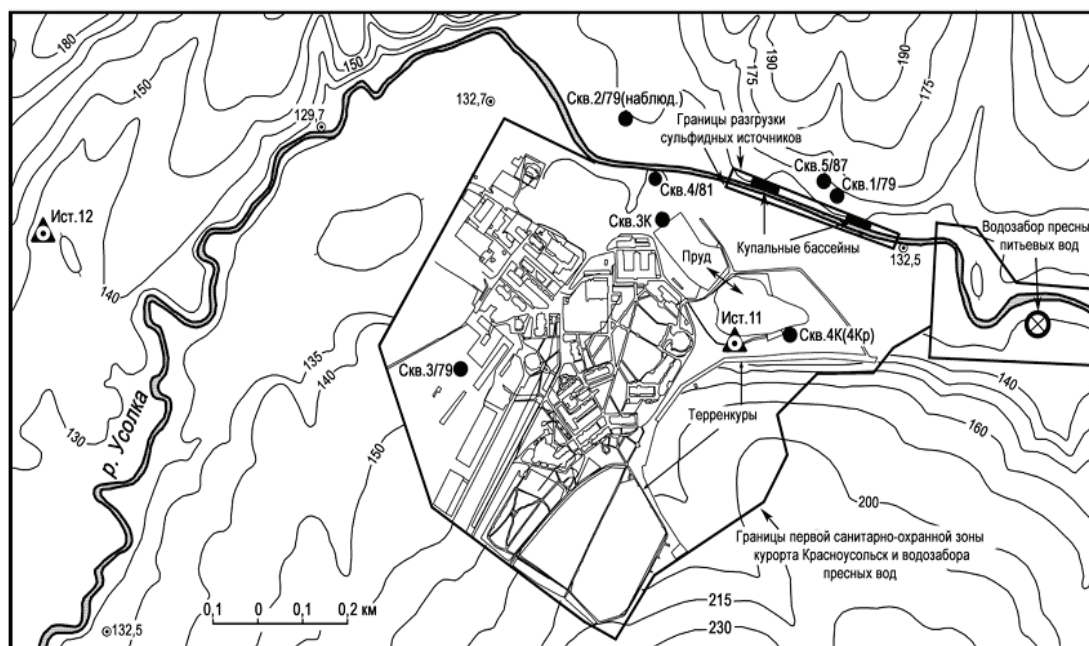 180
150
150
132,7
129,7
Скв.2/79(наблюд.)
Границы разгрузки
сульфидных источников
190
175
190
175
Скв.5/87
Скв.1/79
Скв.4/81
Скв.3К
Ист.12
140
Купальные бассейны
132,5
Водозабор пресных
питьевых вод
Пруд
Ист.11
Скв.4К(4Кр)
135
140
Скв.3/79
р. Усолка
130
150
Терренкуры
140
160
200
Границы первой санитарно-охранной зоны
курорта Красноусольск и водозабора
пресных вод
0,1 0 0,1 0,2 км
132,5
215
230